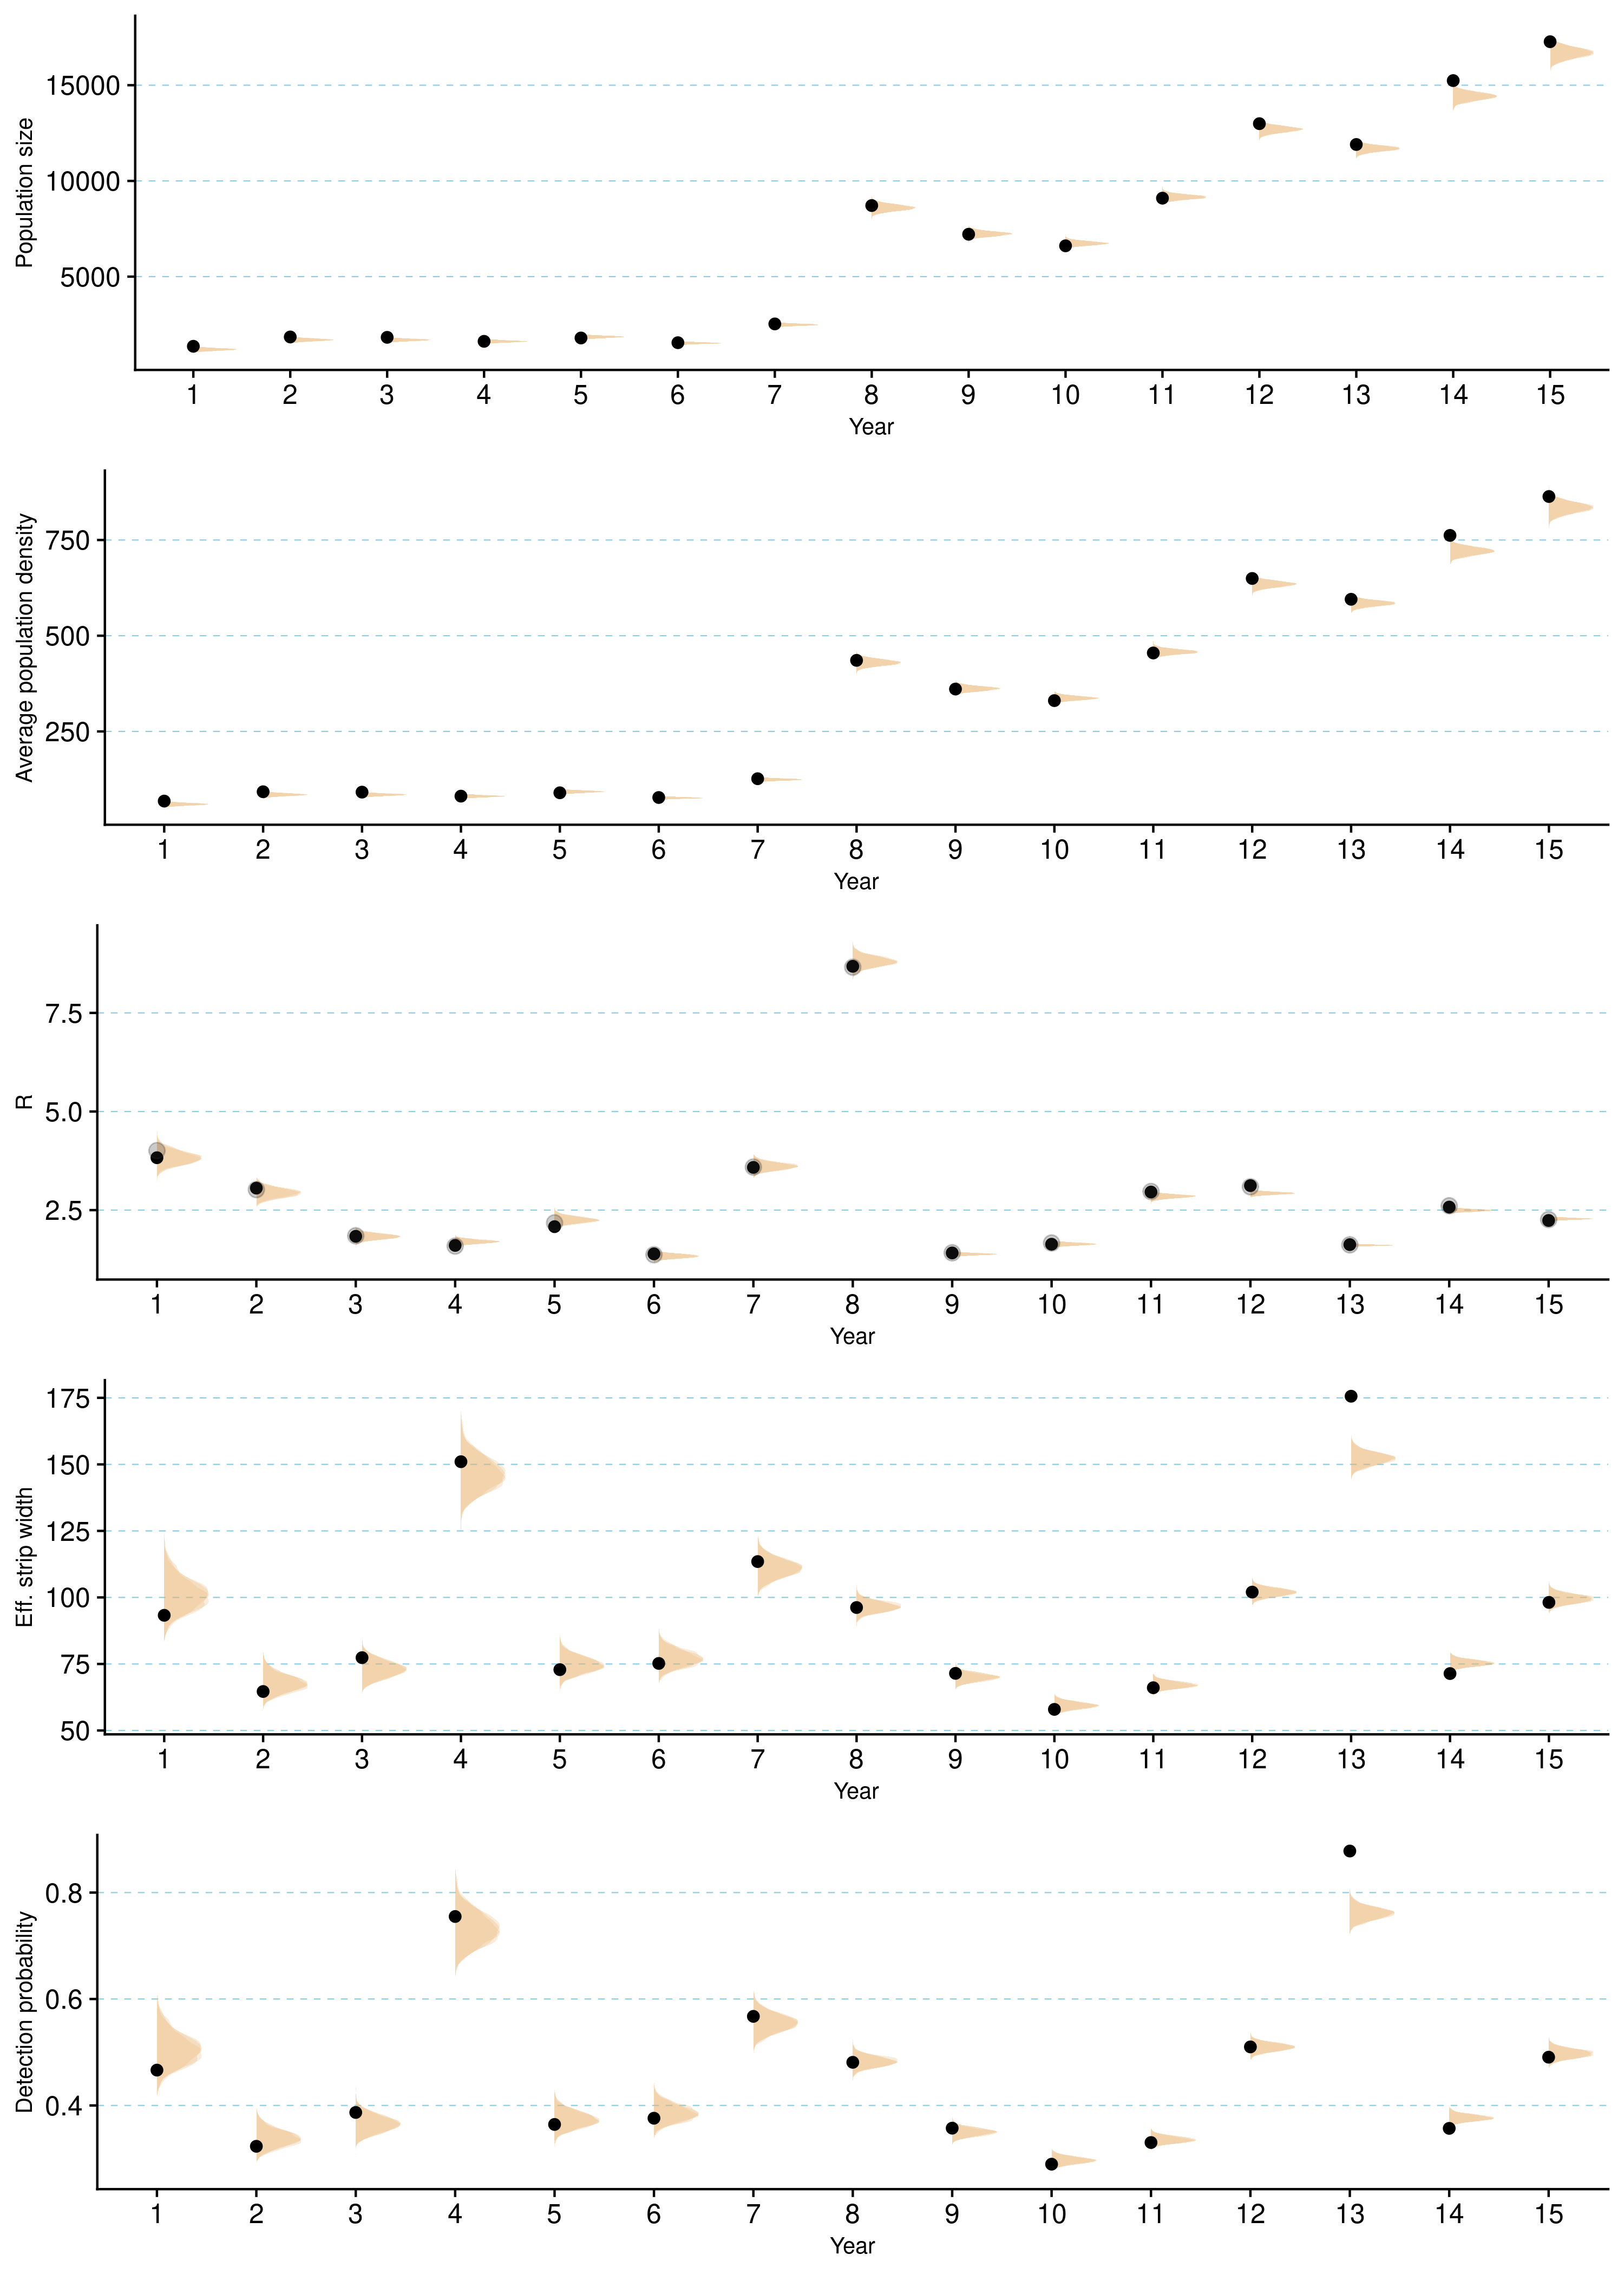 Population size
15000
10000
5000
1 2 3 4 5 6 7 8 9 10 11 12 13 14 15
Year
Average population density
750
500
250
1 2 3 4 5 6 7 8 9 10 11 12 13 14 15
Year
R
7.5
5.0
2.5
1 2 3 4 5 6 7 8 9 10 11 12 13 14 15
Year
Eff. strip width
175
150
125
100
75
50
1 2 3 4 5 6 7 8 9 10 11 12 13 14 15
Year
Detection probability
0.8
0.6
0.4
1 2 3 4 5 6 7 8 9 10 11 12 13 14 15
Year